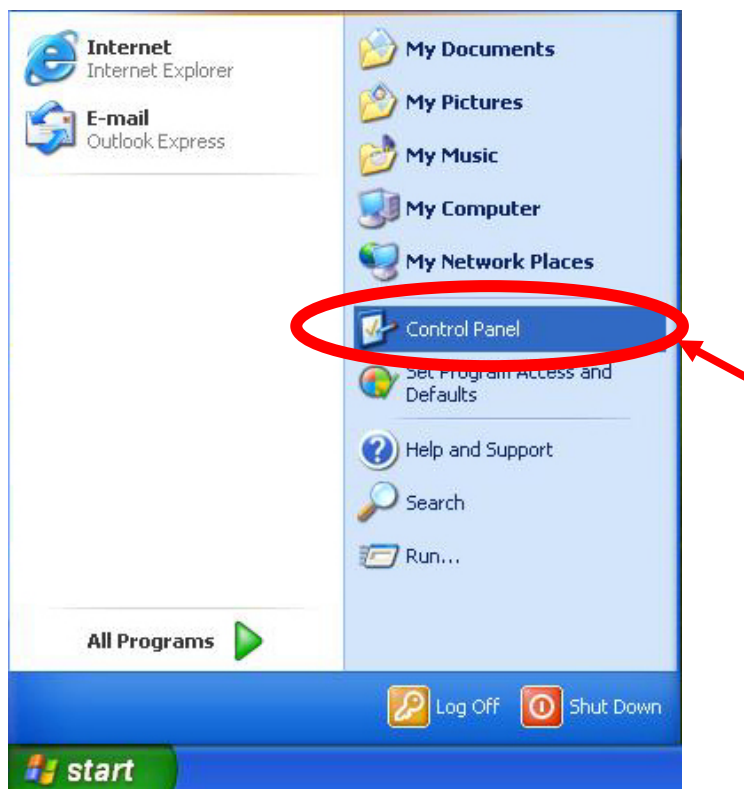 Internet
Internet Explorer
E-mail
Outlook Express
All Programs
My Documents
My Pictures
My Music
My Computer
My Network Places
Control Panel
Set Program Access and
Defaults
Help and Support
Search
Run...
Log Off
Shut Down
start